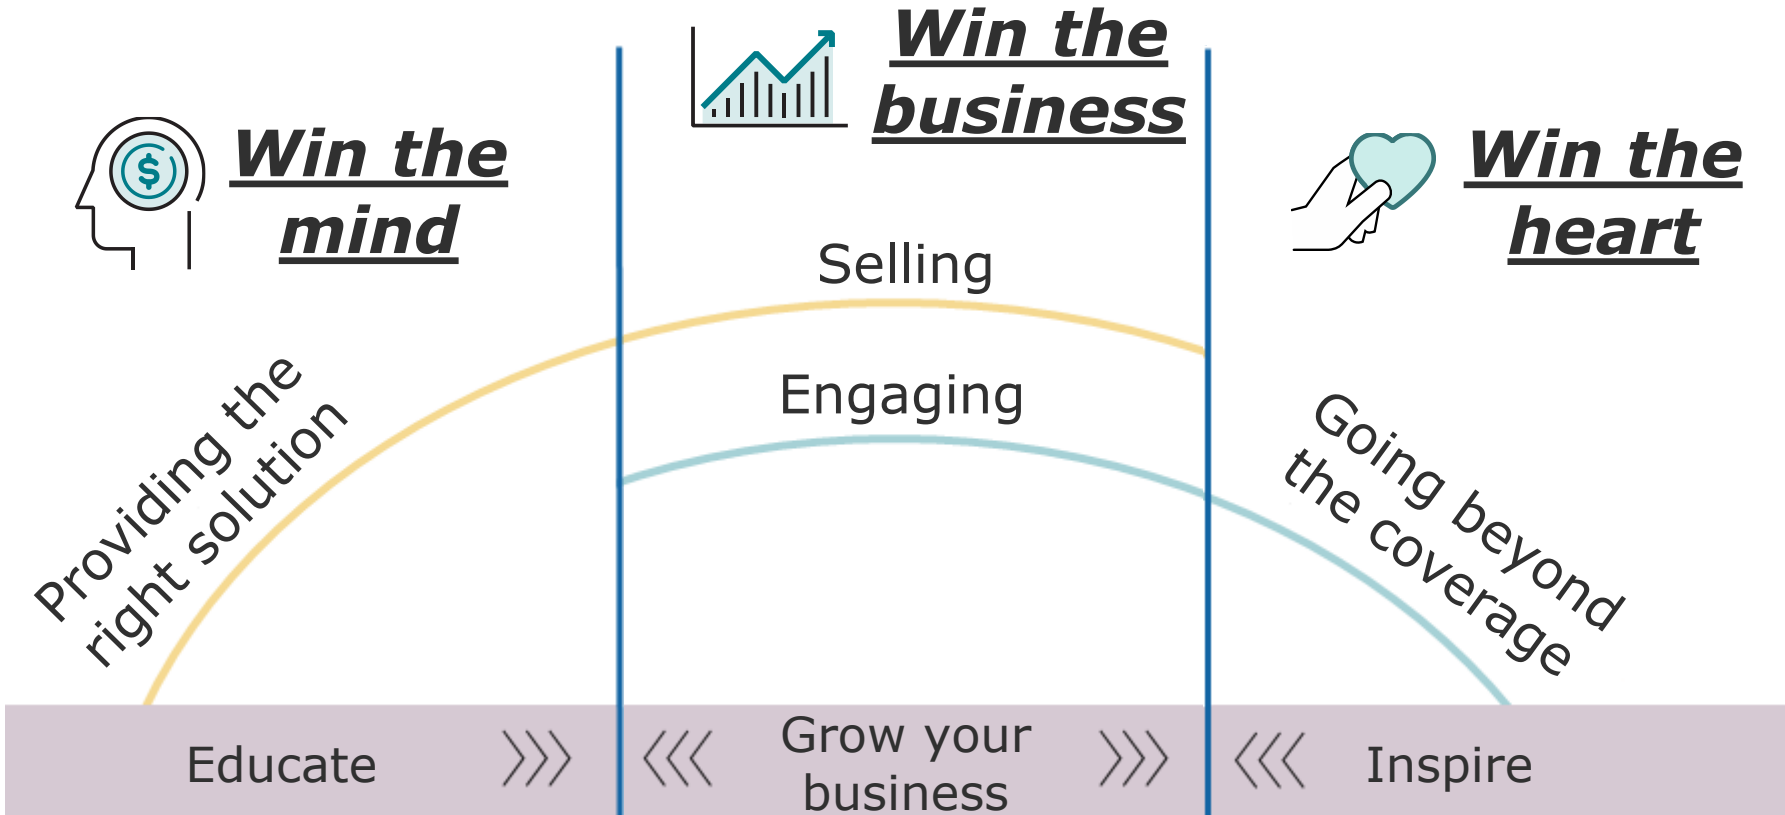 Win the
mind
$
Win the
business
Win the
heart
Selling
Engaging
Providing the
right solution
Going beyond
the coverage
Educate
Grow your
business
Inspire